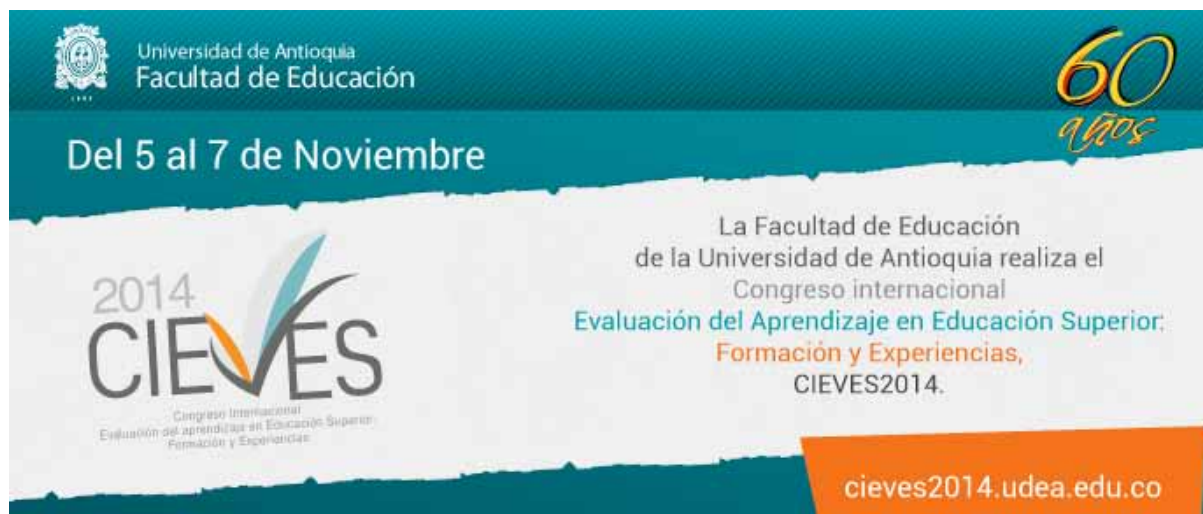 Universidad de Antioquia
Facultad de Educación
60
años
Del 5 al 7 de Noviembre
2014
CIEVES
Congreso Internacional
Evaluación del aprendizaje en Educación Superior:
Formación y Experiencias
La Facultad de Educación
de la Universidad de Antioquia realiza el
Congreso internacional
Evaluación del Aprendizaje en Educación Superior:
Formación y Experiencias,
CIEVES2014.
cieves2014.udea.edu.co